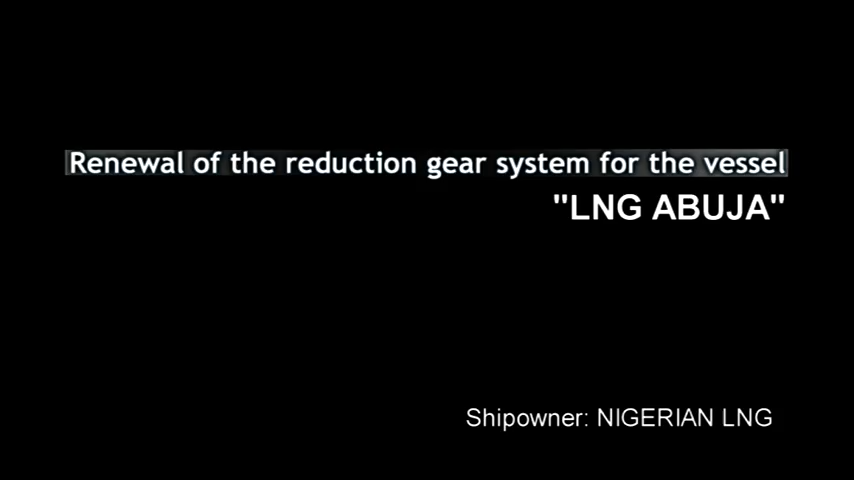 Renewal of the reduction gear system for the vessel
"LNG ABUJA"
Shipowner: NIGERIAN LNG